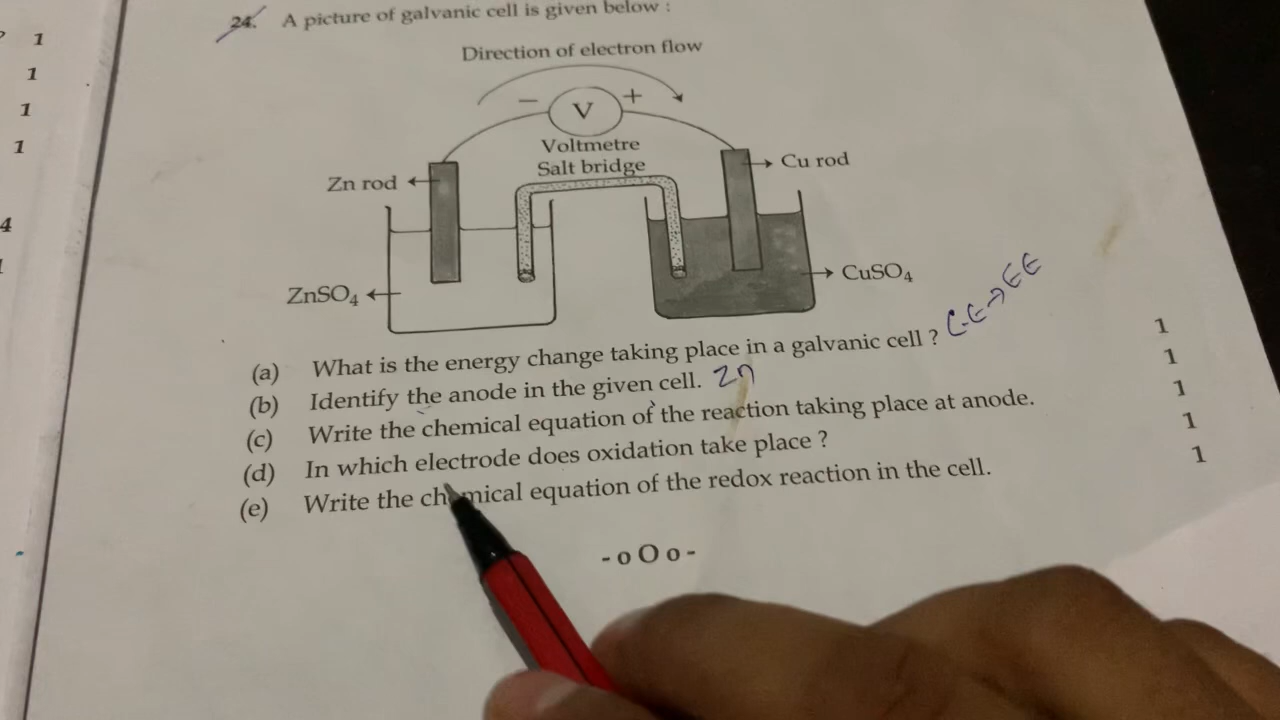 1
1
1
1
4
24. A picture of galvanic cell is given below :
Direction of electron flow
− V +
Voltmetre
Salt bridge
Zn rod
Cu rod
ZnSO4
CuSO4
(a) What is the energy change taking place in a galvanic cell ? C.E→EE 1
(b) Identify the anode in the given cell. Zn 1
(c) Write the chemical equation of the reaction taking place at anode. 1
(d) In which electrode does oxidation take place ? 1
(e) Write the chemical equation of the redox reaction in the cell. 1
- o O o -